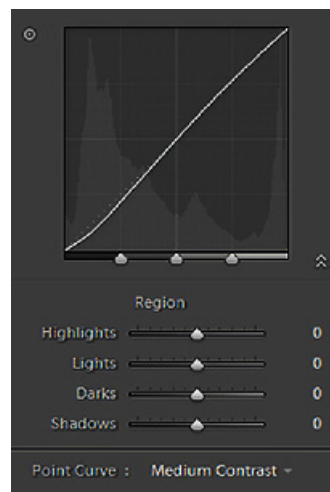 Region
Highlights 0
Lights 0
Darks 0
Shadows 0
Point Curve : Medium Contrast